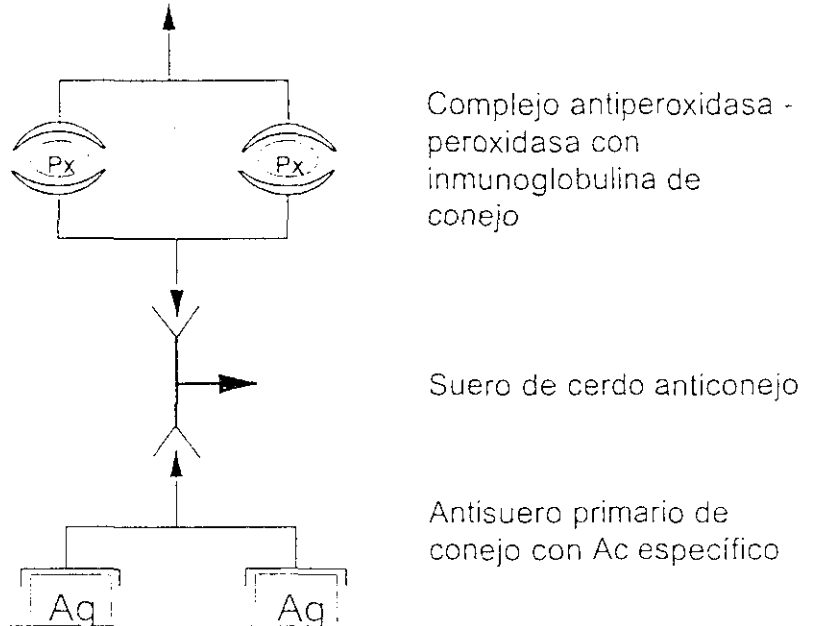 Px Px
Complejo antiperoxidasa -
peroxidasa con
inmunoglobulina de
conejo
Suero de cerdo anticonejo
Antisuero primario de
conejo con Ac específico
Ag Ag